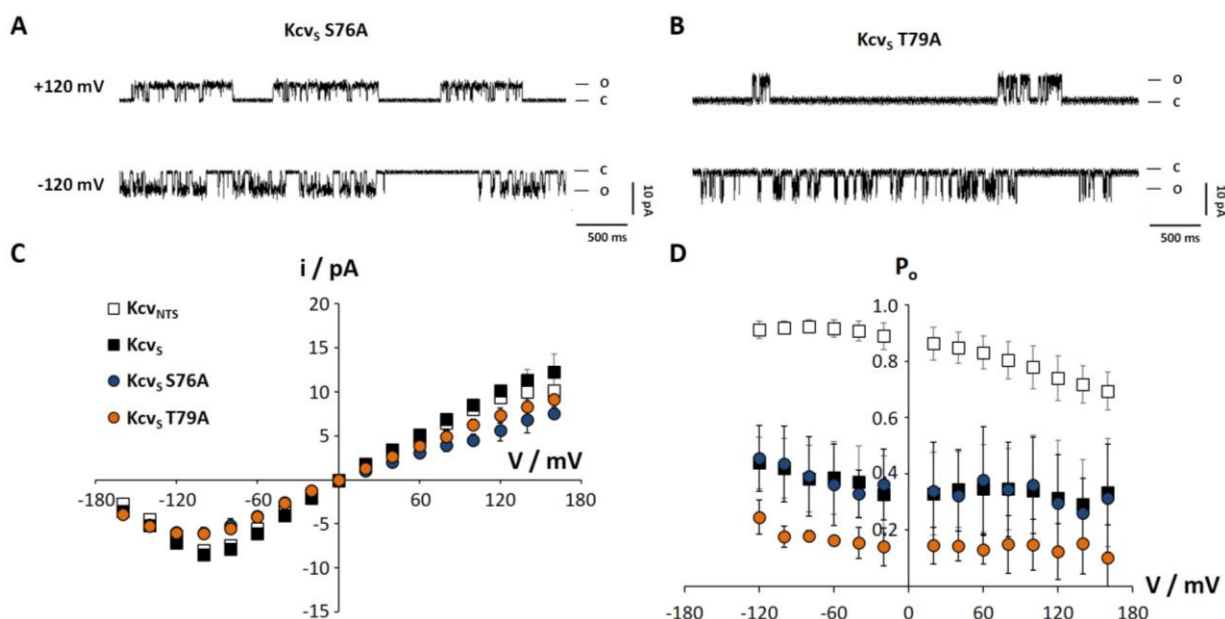 A
Kcv_S S76A
+120 mV
o
c
-120 mV
c
o
10 pA
500 ms
B
Kcv_S T79A
o
c
c
o
10 pA
500 ms
C
i / pA
20
15
10
5
-5
-10
-15
-180
-120
-60
0
60
120
180
V / mV
Kcv_NTS
Kcv_S
Kcv_S S76A
Kcv_S T79A
D
P_o
1.0
0.8
0.6
0.4
0.2
-180
-120
-60
0
60
120
180
V / mV